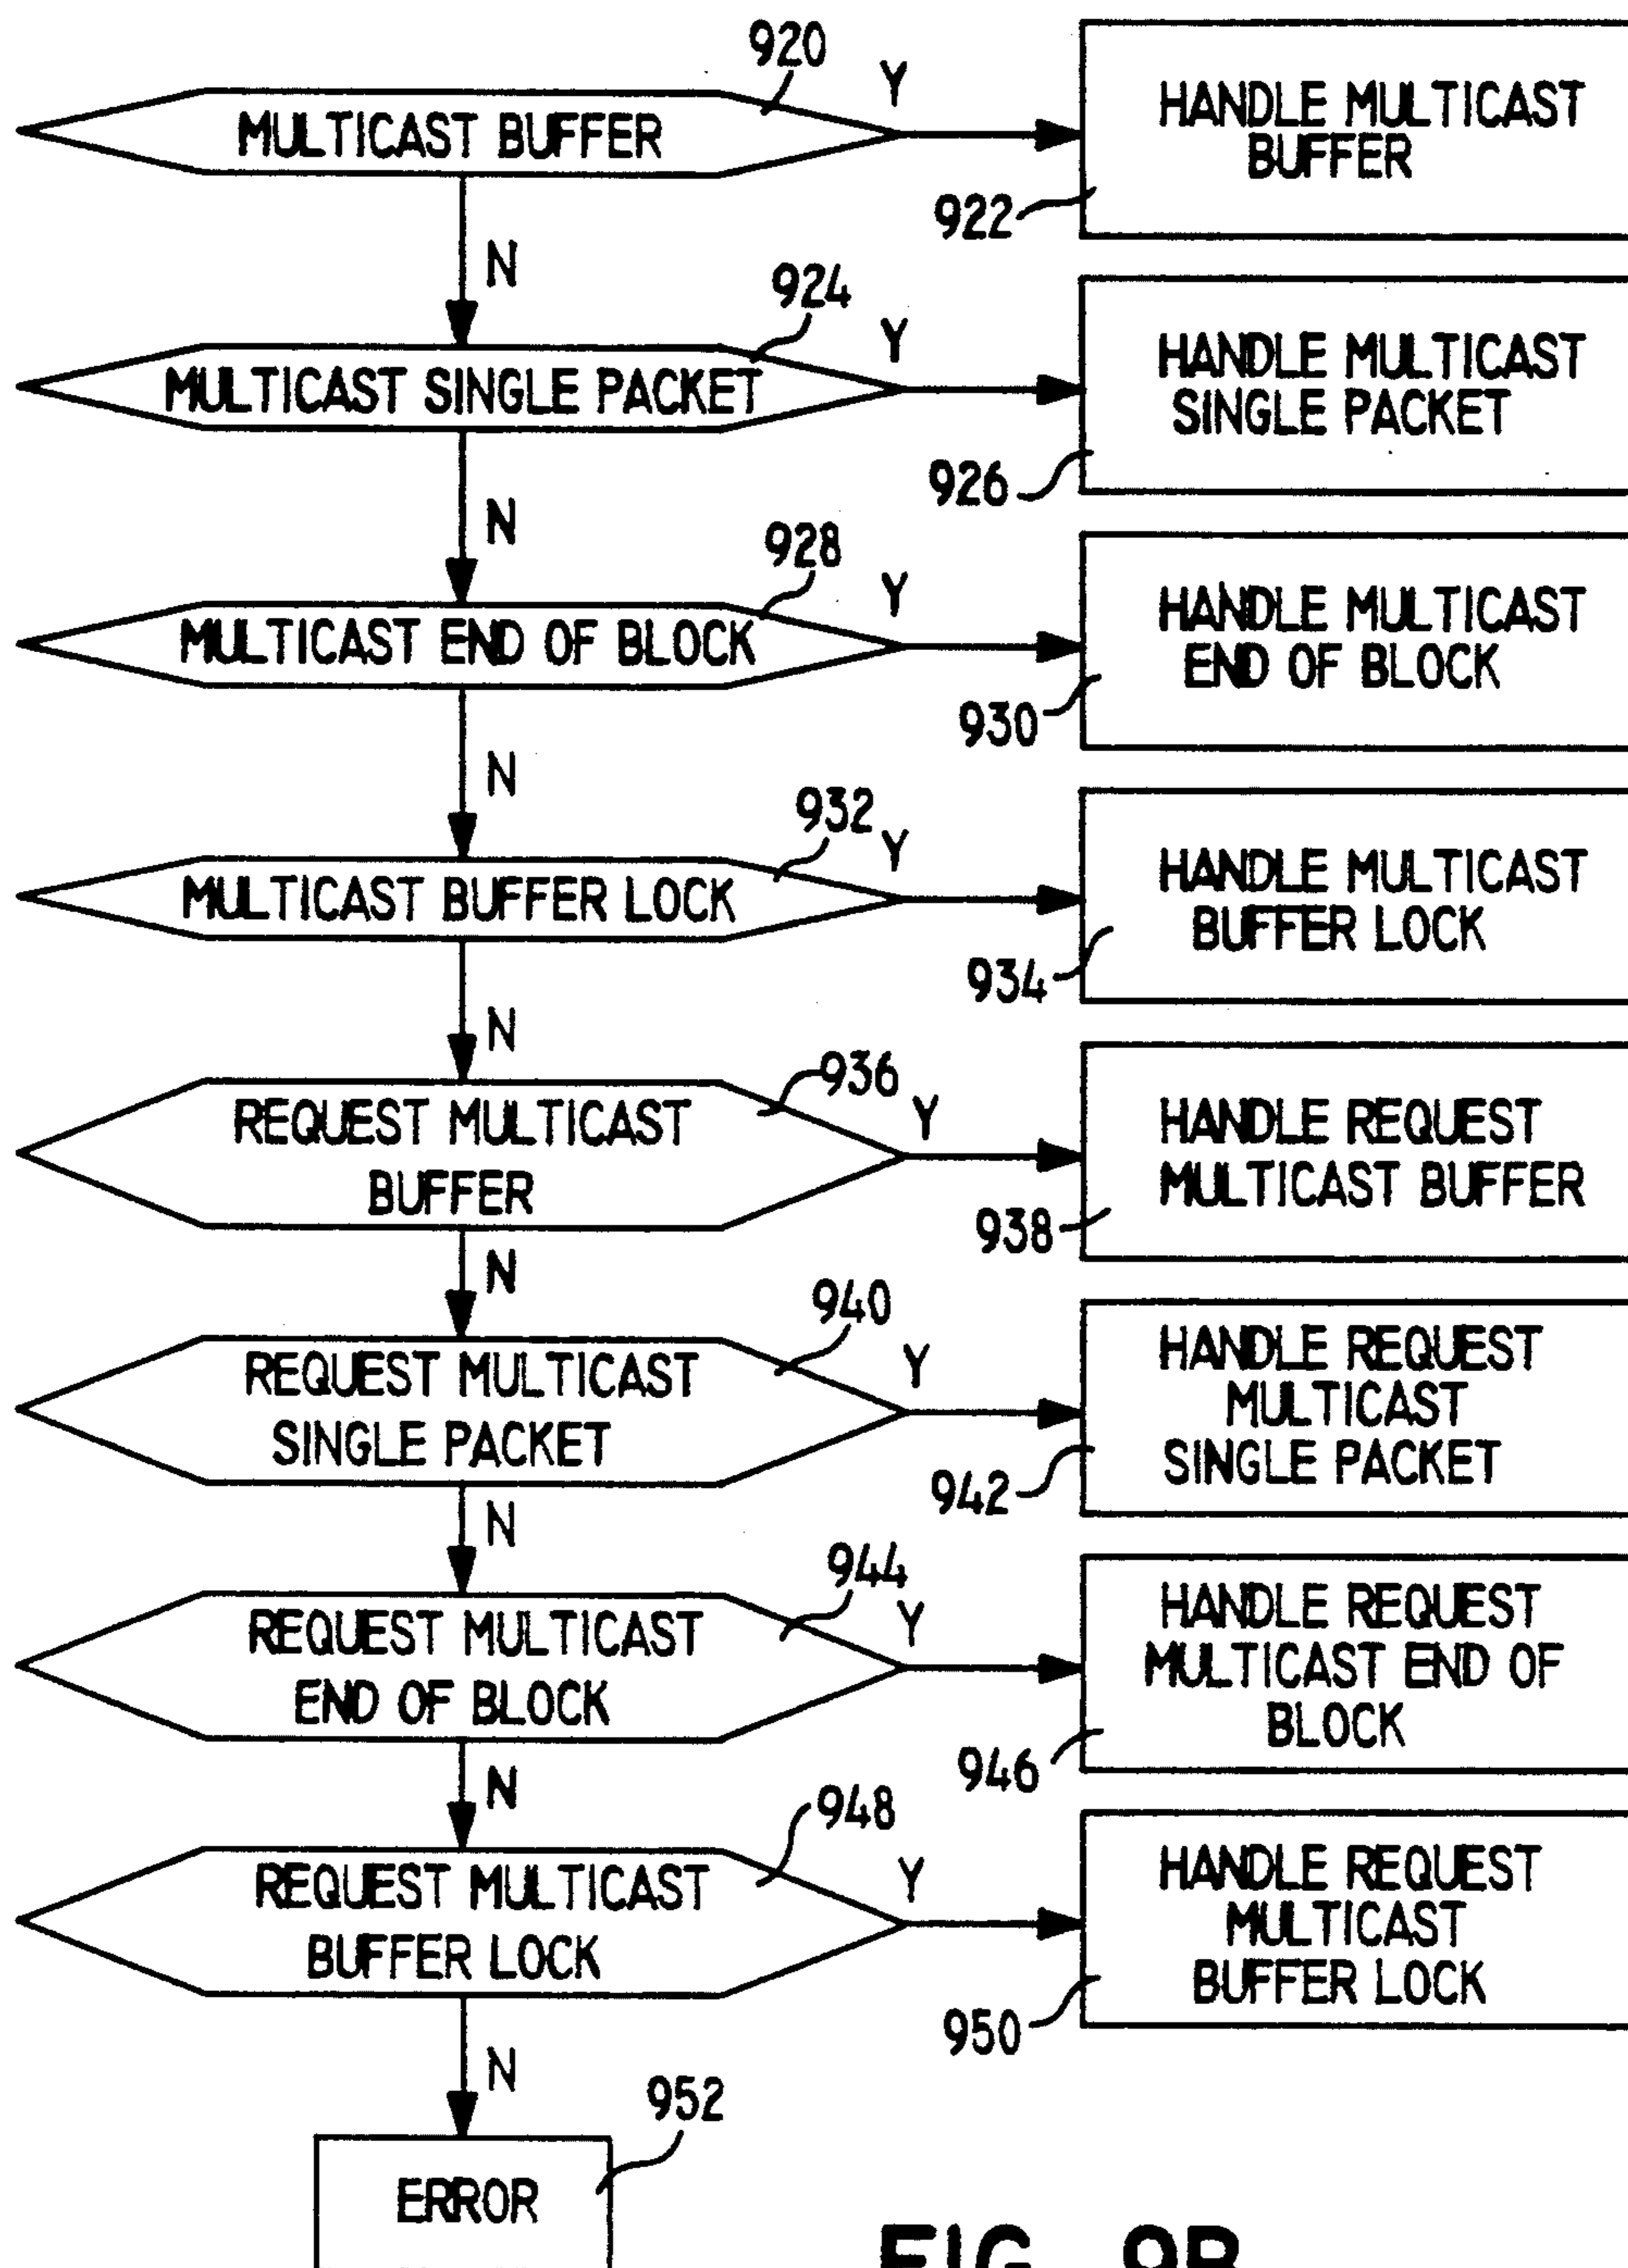 920
Y
MULTICAST BUFFER
HANDLE MULTICAST
BUFFER
922
N
924
Y
MULTICAST SINGLE PACKET
HANDLE MULTICAST
SINGLE PACKET
926
N
928
Y
MULTICAST END OF BLOCK
HANDLE MULTICAST
END OF BLOCK
930
N
932
Y
MULTICAST BUFFER LOCK
HANDLE MULTICAST
BUFFER LOCK
934
N
936
Y
REQUEST MULTICAST
BUFFER
HANDLE REQUEST
MULTICAST BUFFER
938
N
940
Y
REQUEST MULTICAST
SINGLE PACKET
HANDLE REQUEST
MULTICAST
SINGLE PACKET
942
N
944
Y
REQUEST MULTICAST
END OF BLOCK
HANDLE REQUEST
MULTICAST END OF
BLOCK
946
N
948
Y
REQUEST MULTICAST
BUFFER LOCK
HANDLE REQUEST
MULTICAST
BUFFER LOCK
950
N
952
ERROR
FIG. 9B